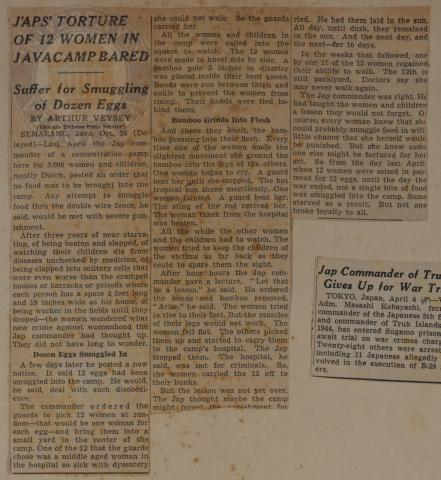 JAPS' TORTURE
OF 12 WOMEN IN
JAVA CAMP BARED
Suffer for Smuggling
of Dozen Eggs
BY ARTHUR VEYSEY
(Chicago Tribune Press Service)
SEMARANG, Java, Oct. 28 [De-
layed]—Last April the Jap com-
mander of a concentration camp
here for 3,000 women and children,
mostly Dutch, posted an order that
no food was to be brought into the
camp. Any attempt to smuggle
food thru the double wire fence, he
said, would be met with severe pun-
ishment.
After three years of near starva-
tion, of being beaten and slapped, of
watching their children die from
diseases unchecked by medicine, of
being clapped into solitary cells that
were even worse than the cramped
houses or barracks or prisons where
each person has a space 5 feet long
and 18 inches wide as his home, of
being worker in the fields until they
dropped—the women wondered what
new crime against womanhood the
Jap commander had thought up.
They did not have to wonder.
Dozen Eggs Smuggled In
A few days later he posted a new
notice. It said 12 eggs had been
smuggled into the camp. He would,
he said, deal with such disobedi-
ence.
The commander ordered the
guards to pick 12 women at ran-
dom—that would be one woman for
each egg—and bring them into a
small yard in the center of the
camp. One of the 12 that the guards
chose was a middle aged woman in
the hospital so sick with dysentery
she could not walk. So the guards
carried her.
All the women and children in
the camp were called into the
square to watch. The 12 women
were made to kneel side by side. A
bamboo pole 3 inches in diameter
was placed inside their bent knees.
Bonds were run between thigh and
ankle to prevent the women from
rising. Their hands were tied be-
hind them.
Bamboo Grinds Into Flesh
And there they knelt, the bam-
boo pressing into their flesh. Every
time one of the women made the
slightest movement she ground the
bamboo into the legs of the others.
One woman began to cry. A guard
beat her until she stopped. The hot
tropical sun shone mercilessly. One
woman fainted. A guard beat her.
The sting of the rod revived her.
The woman taken from the hospital
was beaten.
All the while the other women
and the children had to watch. The
women tried to keep the children of
the victims as far back as they
could to spare them the sight.
After hour hours the Jap com-
mander gave a lecture. "Let that
be a lesson," he said. He ordered
the bonds and bamboo removed.
"Arise," he said. The women tried
to rise to their feet. But the muscles
of their legs would not work. The
women fell flat. The others picked
them up and started to carry them
to the camp's hospital. The Jap
stopped them. The hospital, he
said, was not for criminals. So,
the women carried the 12 off to
their bunks.
But the lesson was not yet over.
The Jap thought maybe the camp
might forget the punishment for
ried. He had them laid in the sun.
All day, until dusk, they remained
in the sun. And the next day, and
the next—for 10 days.
In the weeks that followed, one
by one 11 of the 12 women regained
their ability to walk. The 12th is
still paralyzed. Doctors say she
may never walk again.
The Jap commander was right. He
had taught the women and children
a lesson they would not forget. Of
course, every woman knew that she
could probably smuggle food in with
little chance that she herself would
be punished. But she knew some
one else might be tortured for her
act. So from the day last April
when 12 women were seized in pay-
ment for 12 eggs, until the day the
war ended, not a single bite of food
was smuggled into the camp. Some
starved as a result. But not one
broke loyalty to all.
Jap Commander of Truk
Gives Up for War Tr
TOKYO, Japan, April 4 (P)—V
Adm. Masashi Kobayashi, form
commander of the Japanese 5th f
and commander of Truk Islands
1944, has entered Sugamo prison
await trial on war crimes charg
Twenty-eight others were arrest
including 11 Japanese allegedly
volved in the execution of B-29
ers.